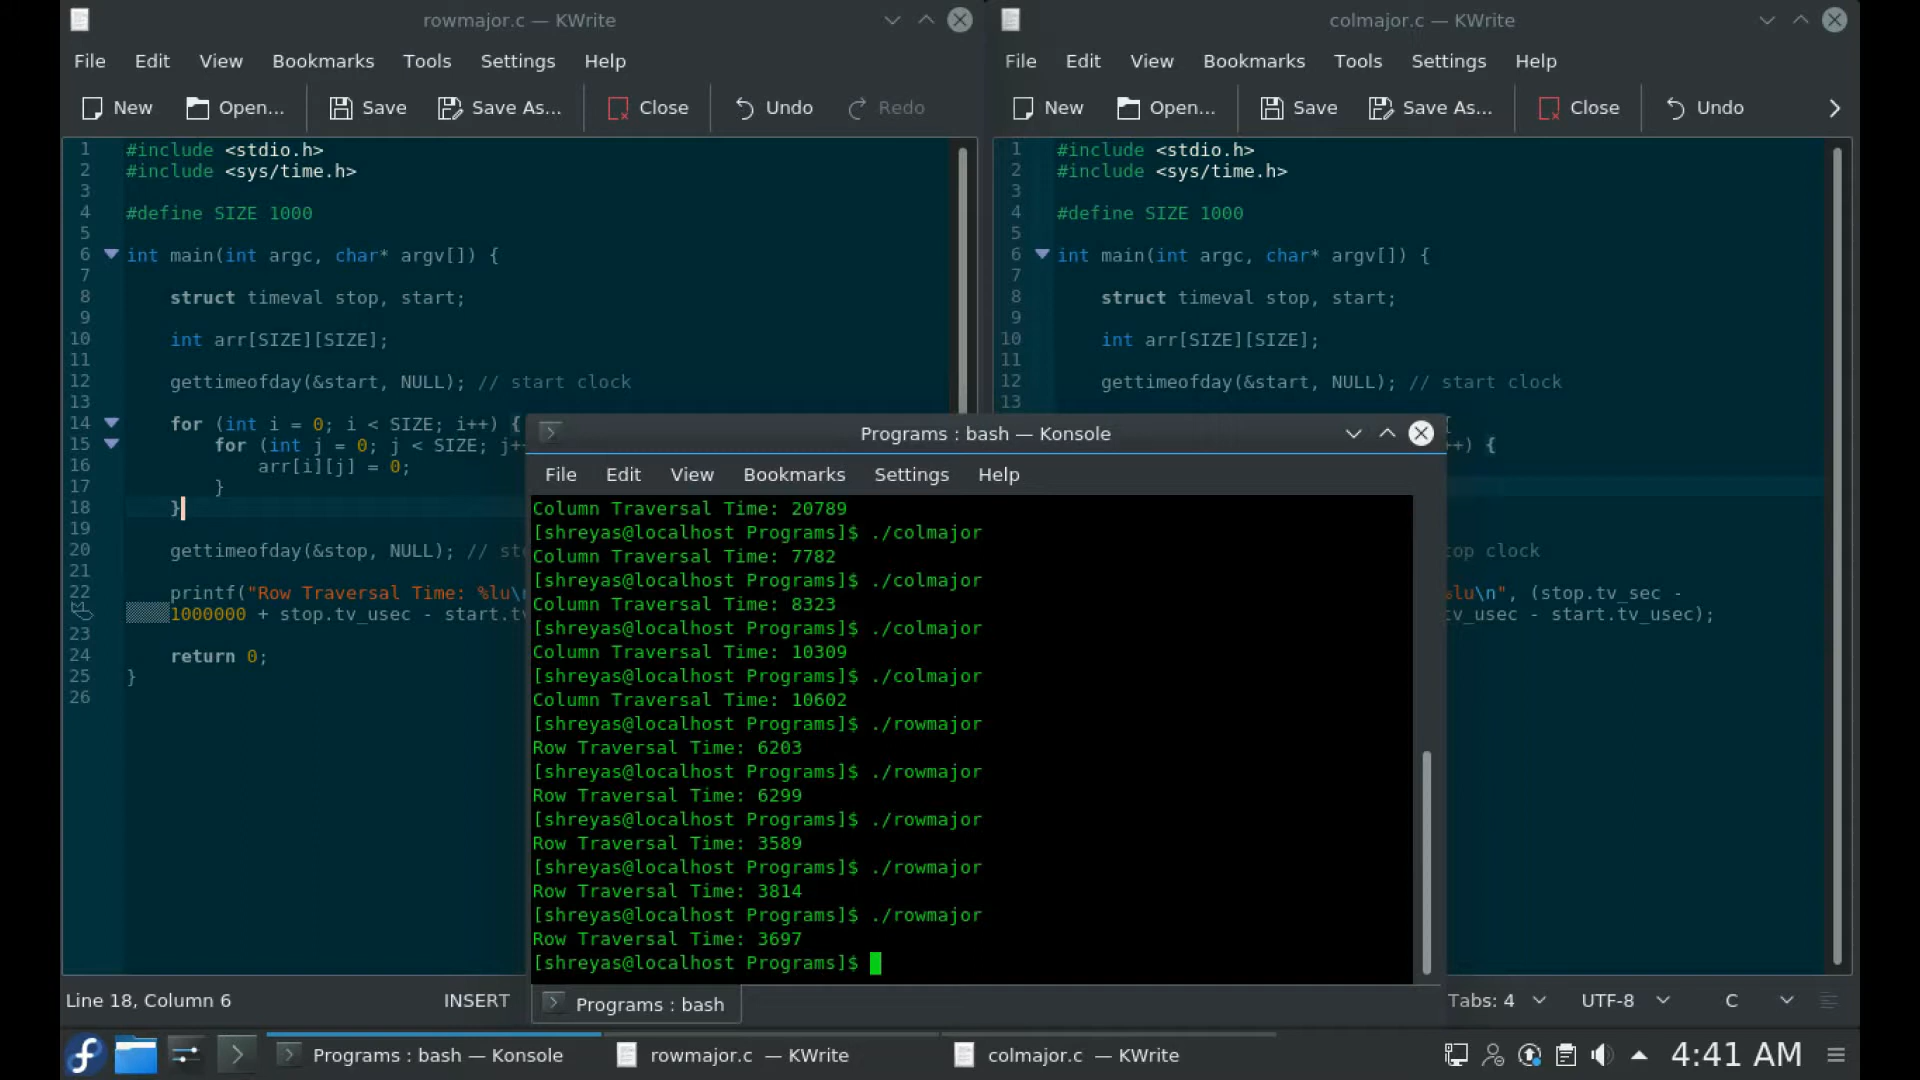 rowmajor.c — KWrite
File Edit View Bookmarks Tools Settings Help
New Open... Save Save As... Close Undo Redo
1 #include <stdio.h>
2 #include <sys/time.h>
3
4 #define SIZE 1000
5
6 int main(int argc, char* argv[]) {
7
8 struct timeval stop, start;
9
10 int arr[SIZE][SIZE];
11
12 gettimeofday(&start, NULL); // start clock
13
14 for (int i = 0; i < SIZE; i++) {
15 for (int j = 0; j < SIZE; j+
16 arr[i][j] = 0;
17 }
18 }
19
20 gettimeofday(&stop, NULL); // st
21
22 printf("Row Traversal Time: %lu\
1000000 + stop.tv_usec - start.tv
23
24 return 0;
25 }
26
Line 18, Column 6 INSERT
colmajor.c — KWrite
File Edit View Bookmarks Tools Settings Help
New Open... Save Save As... Close Undo
1 #include <stdio.h>
2 #include <sys/time.h>
3
4 #define SIZE 1000
5
6 int main(int argc, char* argv[]) {
7
8 struct timeval stop, start;
9
10 int arr[SIZE][SIZE];
11
12 gettimeofday(&start, NULL); // start clock
13
{
+) {
op clock
%lu\n", (stop.tv_sec -
tv_usec - start.tv_usec);
Tabs: 4 UTF-8 C
Programs : bash — Konsole
File Edit View Bookmarks Settings Help
Column Traversal Time: 20789
[shreyas@localhost Programs]$ ./colmajor
Column Traversal Time: 7782
[shreyas@localhost Programs]$ ./colmajor
Column Traversal Time: 8323
[shreyas@localhost Programs]$ ./colmajor
Column Traversal Time: 10309
[shreyas@localhost Programs]$ ./colmajor
Column Traversal Time: 10602
[shreyas@localhost Programs]$ ./rowmajor
Row Traversal Time: 6203
[shreyas@localhost Programs]$ ./rowmajor
Row Traversal Time: 6299
[shreyas@localhost Programs]$ ./rowmajor
Row Traversal Time: 3589
[shreyas@localhost Programs]$ ./rowmajor
Row Traversal Time: 3814
[shreyas@localhost Programs]$ ./rowmajor
Row Traversal Time: 3697
[shreyas@localhost Programs]$
Programs : bash
Programs : bash — Konsole rowmajor.c — KWrite colmajor.c — KWrite 4:41 AM